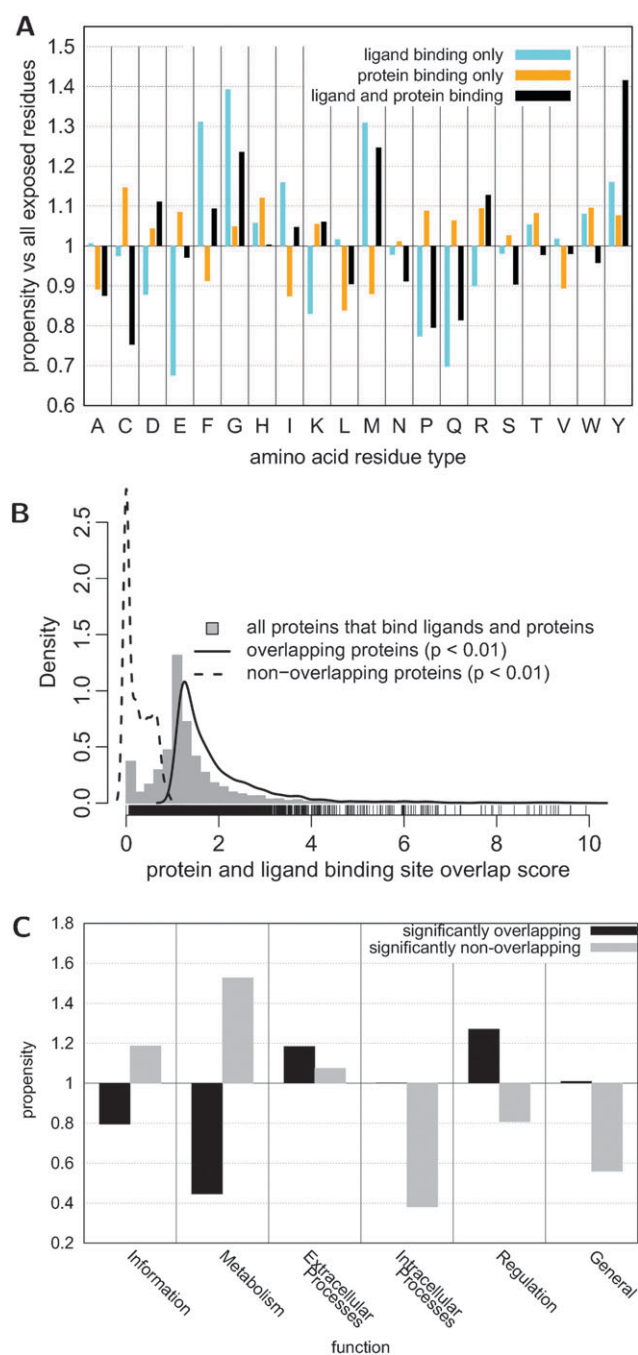 A
1.5
1.4
1.3
1.2
1.1
1
0.9
0.8
0.7
0.6
propensity vs all exposed residues
ligand binding only
protein binding only
ligand and protein binding
A C D E F G H I K L M N P Q R S T V W Y
amino acid residue type
B
2.5
2.0
1.5
1.0
0.5
0.0
Density
all proteins that bind ligands and proteins
overlapping proteins (p < 0.01)
non−overlapping proteins (p < 0.01)
0 2 4 6 8 10
protein and ligand binding site overlap score
C
1.8
1.6
1.4
1.2
1
0.8
0.6
0.4
0.2
propensity
significantly overlapping
significantly non-overlapping
Information
Metabolism
Extracellular
Processes
Intracellular
Processes
Regulation
General
function